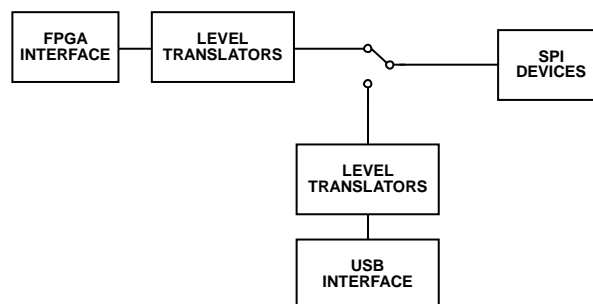 FPGA
INTERFACE
LEVEL
TRANSLATORS
SPI
DEVICES
LEVEL
TRANSLATORS
USB
INTERFACE